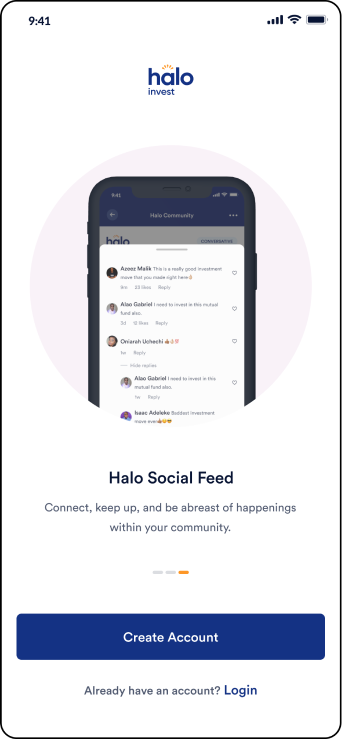 9:41
halo
invest
9:41
Halo Community
halo
CONSERVATIVE
Azeez Malik This is a really good investment
move that you made right here👌🏽
1m 23 likes Reply
Alao Gabriel I need to invest in this mutual
fund also.
3d 12 likes Reply
Oniarah Uchechi 👍🏽👌🏽💯
1w Reply
Hide replies
Alao Gabriel I need to invest in this
mutual fund also.
1w Reply
Isaac Adeleke Baddest investment
move ever
Halo Social Feed
Connect, keep up, and be abreast of happenings
within your community.
Create Account
Already have an account? Login